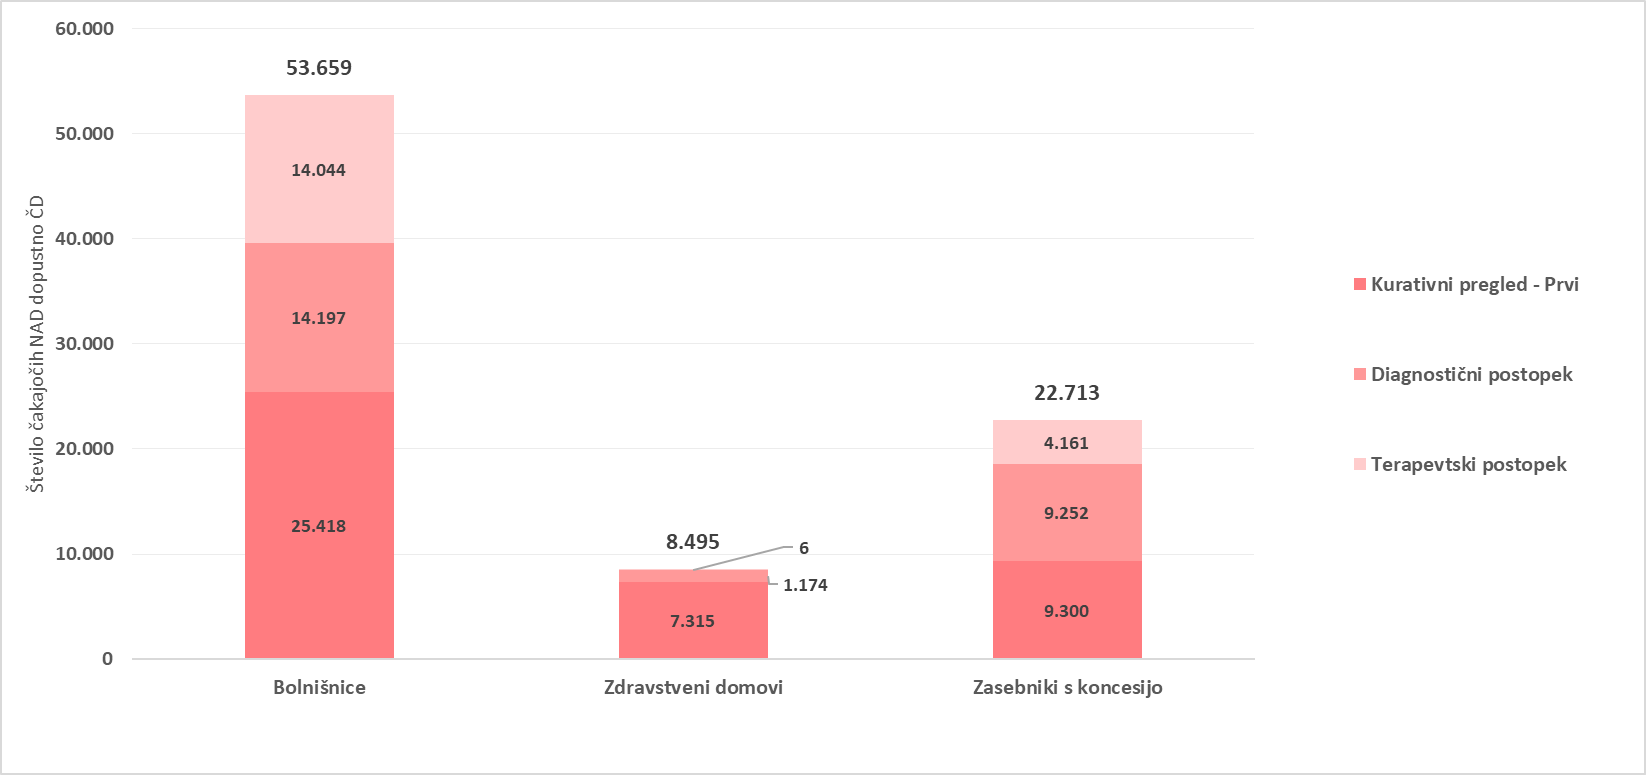 Število čakajočih NAD dopustno ČD
60.000
50.000
40.000
30.000
20.000
10.000
0
53.659
14.044
14.197
25.418
8.495
6
1.174
7.315
22.713
4.161
9.252
9.300
Bolnišnice
Zdravstveni domovi
Zasebniki s koncesijo
Kurativni pregled - Prvi
Diagnostični postopek
Terapevtski postopek